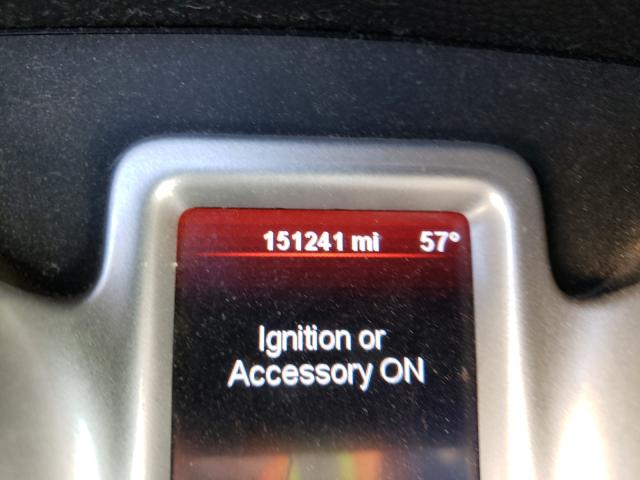 151241 mi 57°
Ignition or
Accessory ON